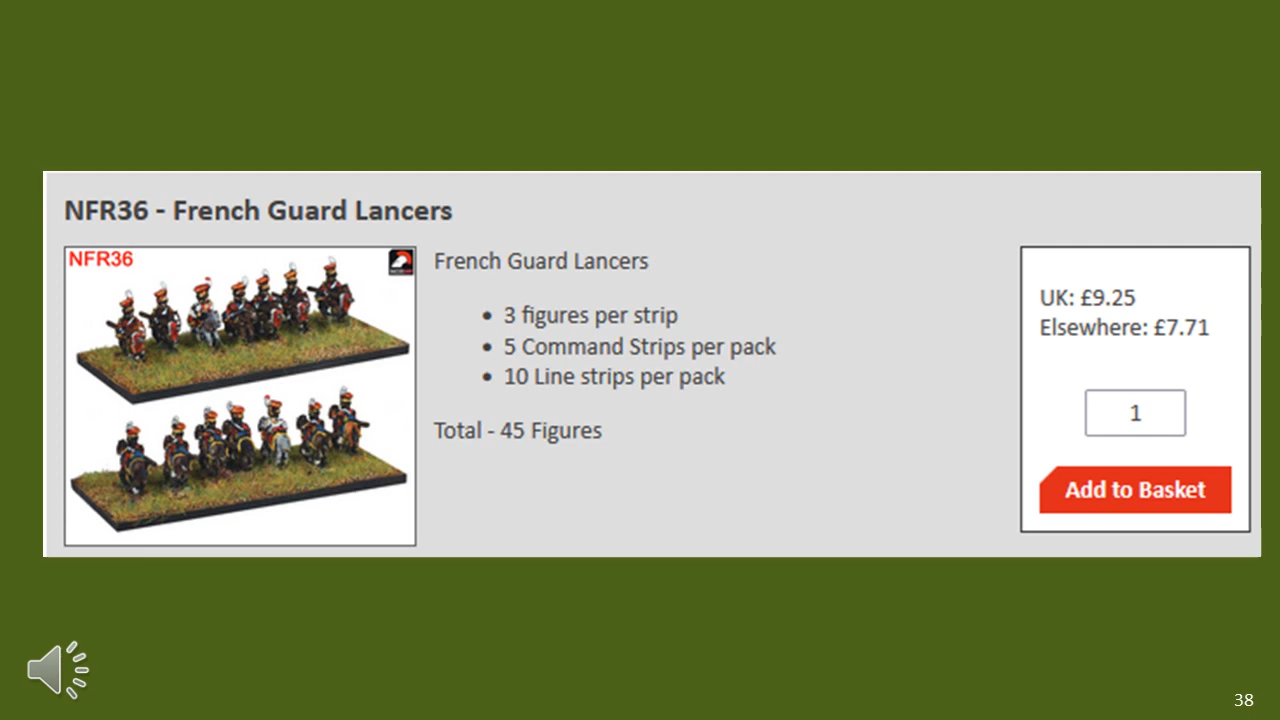 NFR36 - French Guard Lancers
NFR36
French Guard Lancers
• 3 figures per strip
• 5 Command Strips per pack
• 10 Line strips per pack
Total - 45 Figures
UK: £9.25
Elsewhere: £7.71
1
Add to Basket
38